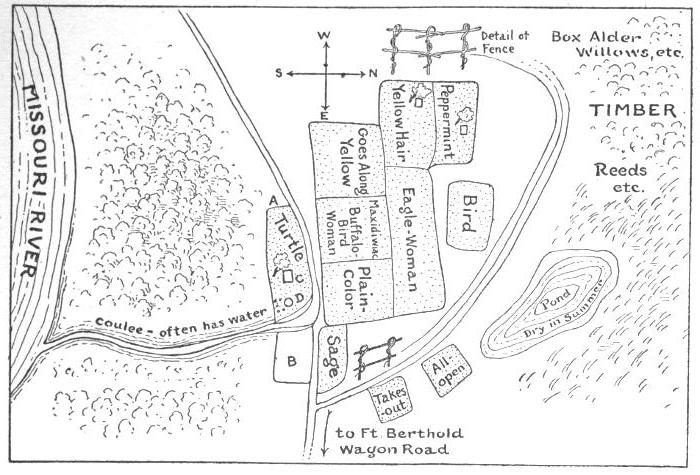 W
S
N
E
Detail of
Fence
Box Alder
Willows, etc.
TIMBER
Reeds
etc.
MISSOURI-RIVER
Yellow Hair
Peppermint
Goes Along
Yellow
Eagle-Woman
Bird
Maxidiwiac
Buffalo-
Bird
Woman
Plain-
Color
A
Turtle
C
D
Coulee - often has water
B
Sage
Pond
Dry in Summer
All-
open
Takes-
out
to Ft. Berthold
Wagon Road